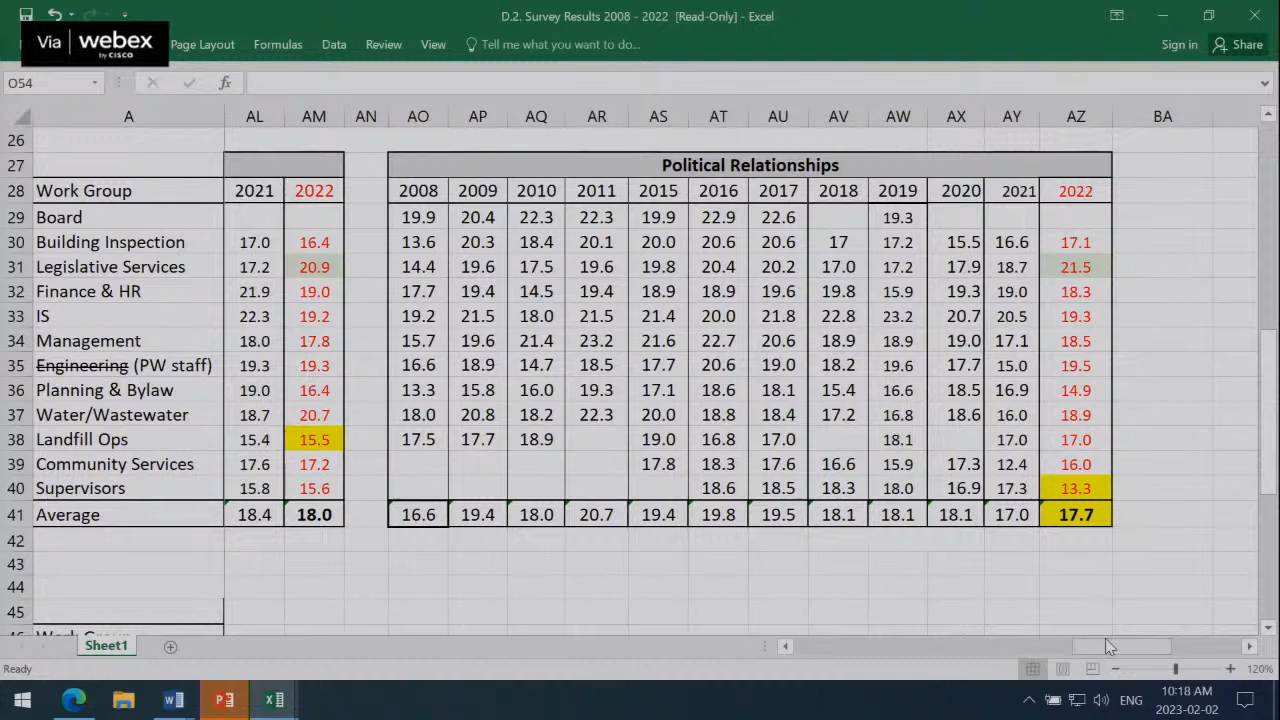 D.2. Survey Results 2008 - 2022 [Read-Only] - Excel
Via webex by CISCO
Page Layout Formulas Data Review View Tell me what you want to do... Sign in Share
O54 fx
A AL AM AN AO AP AQ AR AS AT AU AV AW AX AY AZ BA
26
27 Political Relationships
28 Work Group 2021 2022 2008 2009 2010 2011 2015 2016 2017 2018 2019 2020 2021 2022
29 Board 19.9 20.4 22.3 22.3 19.9 22.9 22.6 19.3
30 Building Inspection 17.0 16.4 13.6 20.3 18.4 20.1 20.0 20.6 20.6 17 17.2 15.5 16.6 17.1
31 Legislative Services 17.2 20.9 14.4 19.6 17.5 19.6 19.8 20.4 20.2 17.0 17.2 17.9 18.7 21.5
32 Finance & HR 21.9 19.0 17.7 19.4 14.5 19.4 18.9 18.9 19.6 19.8 15.9 19.3 19.0 18.3
33 IS 22.3 19.2 19.2 21.5 18.0 21.5 21.4 20.0 21.8 22.8 23.2 20.7 20.5 19.3
34 Management 18.0 17.8 15.7 19.6 21.4 23.2 21.6 22.7 20.6 18.9 18.9 19.0 17.1 18.5
35 Engineering (PW staff) 19.3 19.3 16.6 18.9 14.7 18.5 17.7 20.6 19.0 18.2 19.6 17.7 15.0 19.5
36 Planning & Bylaw 19.0 16.4 13.3 15.8 16.0 19.3 17.1 18.6 18.1 15.4 16.6 18.5 16.9 14.9
37 Water/Wastewater 18.7 20.7 18.0 20.8 18.2 22.3 20.0 18.8 18.4 17.2 16.8 18.6 16.0 18.9
38 Landfill Ops 15.4 15.5 17.5 17.7 18.9 19.0 16.8 17.0 18.1 17.0 17.0
39 Community Services 17.6 17.2 17.8 18.3 17.6 16.6 15.9 17.3 12.4 16.0
40 Supervisors 15.8 15.6 18.6 18.5 18.3 18.0 16.9 17.3 13.3
41 Average 18.4 18.0 16.6 19.4 18.0 20.7 19.4 19.8 19.5 18.1 18.1 18.1 17.0 17.7
42
43
44
45
Sheet1
Ready 120%
ENG 10:18 AM
2023-02-02